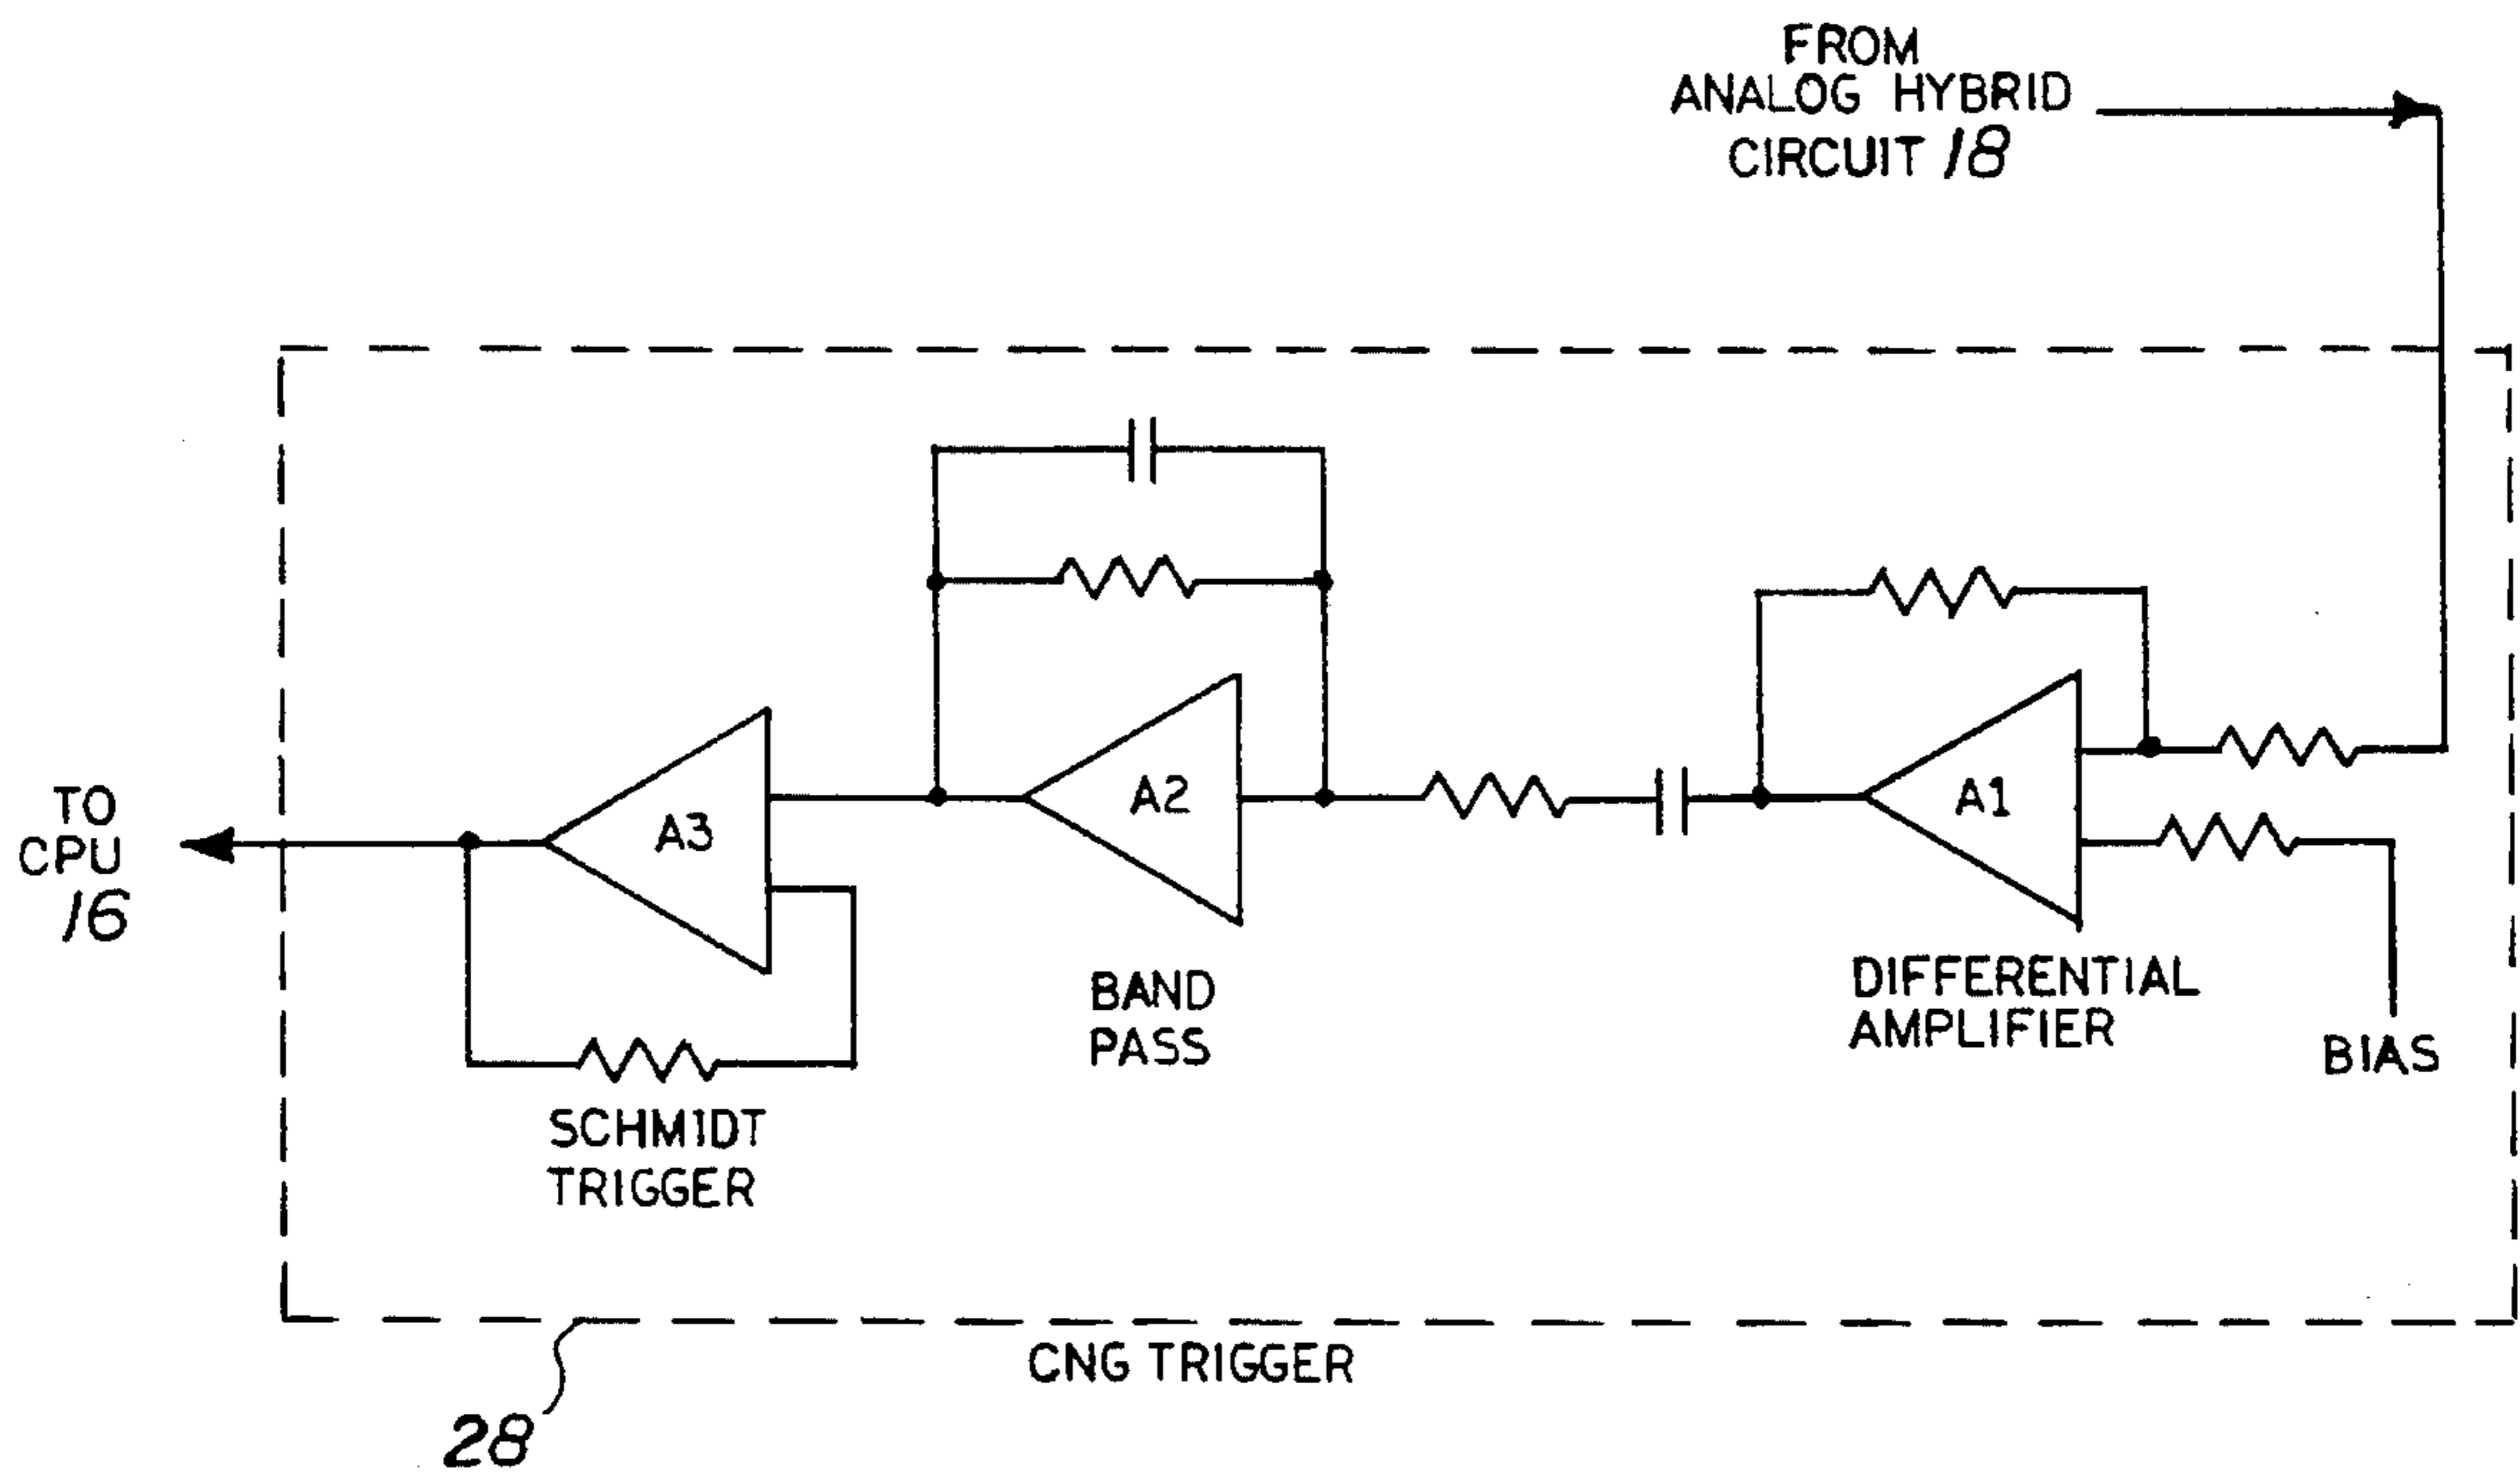 FROM
ANALOG HYBRID
CIRCUIT 18
A2
A1
A3
TO
CPU
16
BAND
PASS
DIFFERENTIAL
AMPLIFIER
BIAS
SCHMIDT
TRIGGER
CNG TRIGGER
28